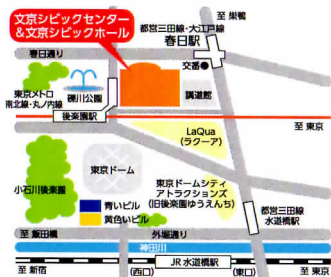 至 巣鴨
文京シビックセンター
&文京シビックホール
都営三田線・大江戸線
春日駅
春日通り
交番
東京メトロ
南北線・丸ノ内線
礫川公園
講道館
後楽園駅
至 東京
LaQua
(ラクーア)
東京ドーム
小石川後楽園
東京ドームシティ
アトラクションズ
(旧後楽園ゆうえんち)
青いビル
黄色いビル
都営三田線
水道橋駅
至 飯田橋
外堀通り
神田川
JR 水道橋駅
至 新宿
(西口)
(東口)
至 東京